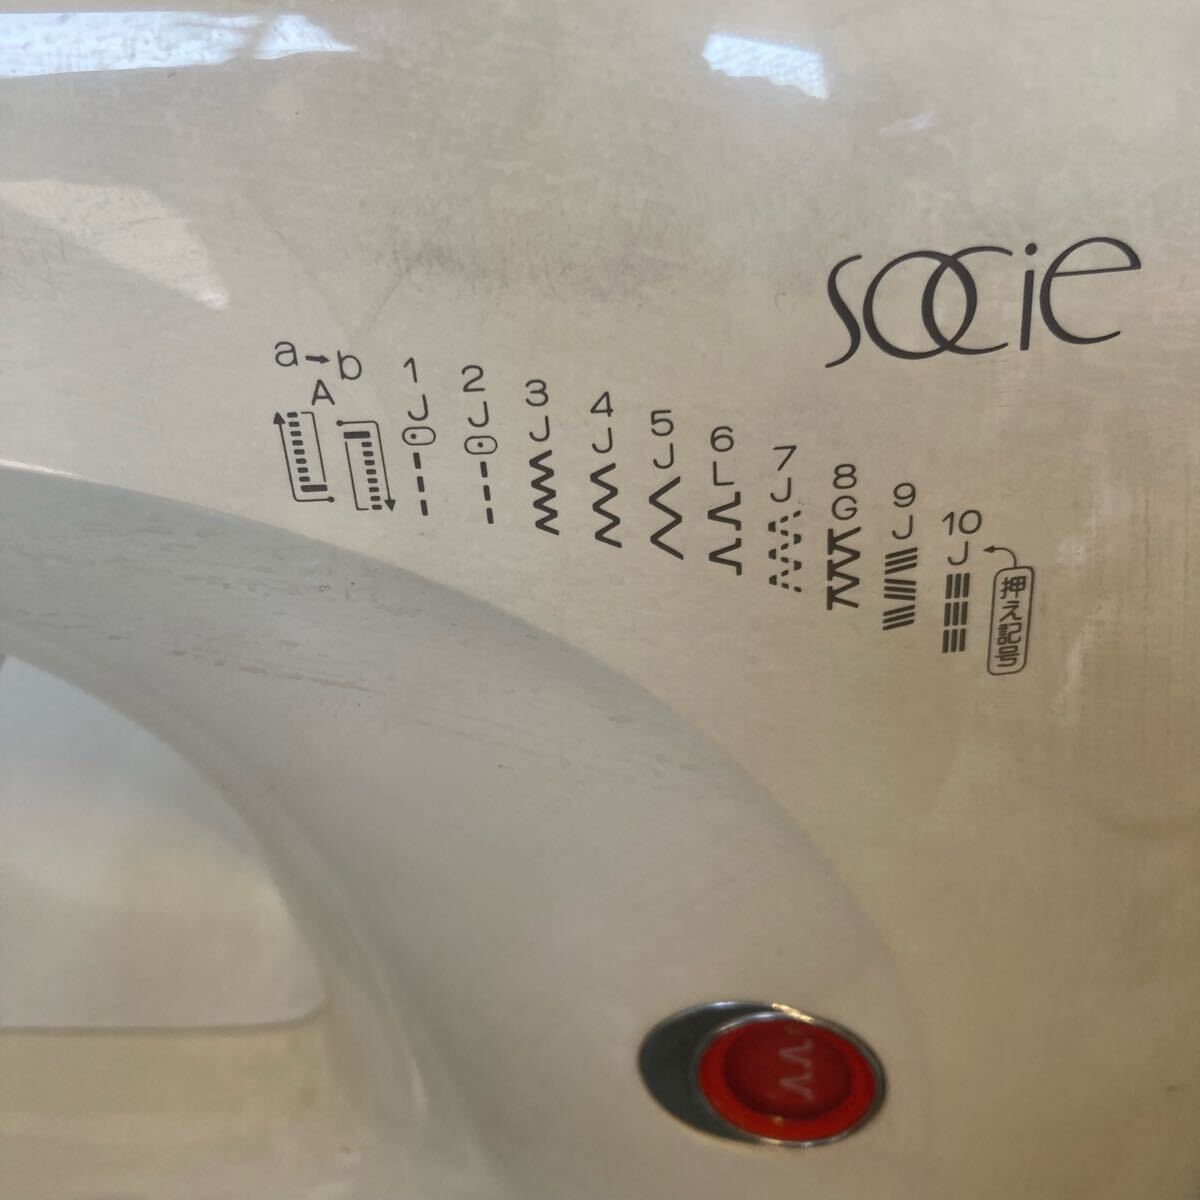 socie
a→b
A
1 2 3 4 5 6 7 8 9 10
J J J J J L J G J J
押え記号